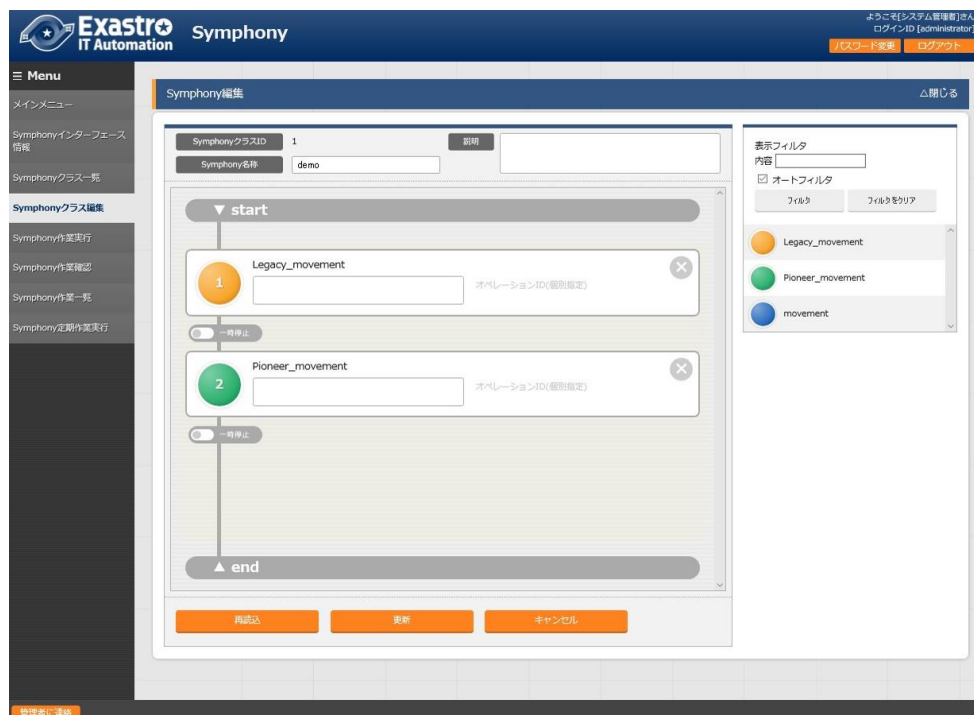 Exastro
IT Automation
Symphony
ようこそ[システム管理者]さん
ログインID [administrator]
パスワード変更
ログアウト
≡ Menu
メインメニュー
Symphonyインターフェース
情報
Symphonyクラス一覧
Symphonyクラス編集
Symphony作業実行
Symphony作業確認
Symphony作業一覧
Symphony定期作業実行
Symphony編集
△閉じる
SymphonyクラスID
1
説明
Symphony名称
demo
▼ start
1
Legacy_movement
オペレーションID(個別指定)
一時停止
2
Pioneer_movement
オペレーションID(個別指定)
一時停止
▲ end
再読込
更新
キャンセル
表示フィルタ
内容
オートフィルタ
フィルタ
フィルタをクリア
Legacy_movement
Pioneer_movement
movement
管理者に連絡